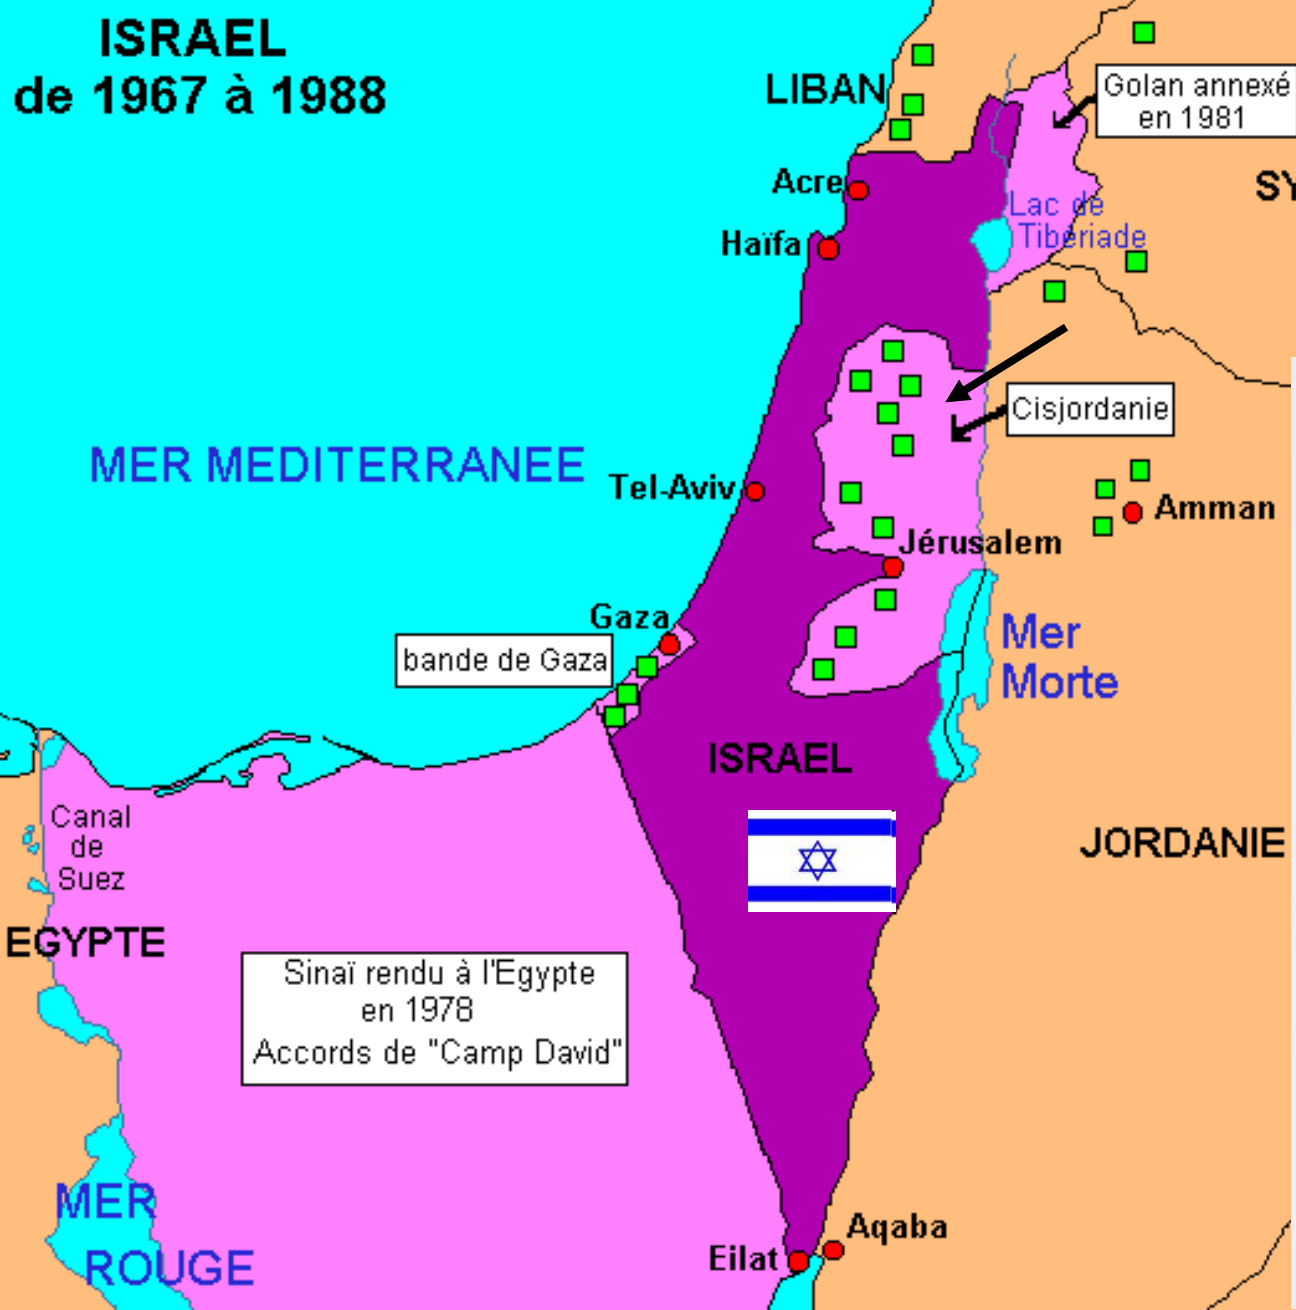 ISRAEL
de 1967 à 1988
LIBAN
Golan annexé
en 1981
Acre
SY
Lac de
Tibériade
Haïfa
Cisjordanie
MER MEDITERRANEE
Tel-Aviv
Amman
Jérusalem
Gaza
Mer
Morte
bande de Gaza
ISRAEL
Canal
de
Suez
JORDANIE
EGYPTE
Sinaï rendu à l'Egypte
en 1978
Accords de "Camp David"
MER
ROUGE
Aqaba
Eilat